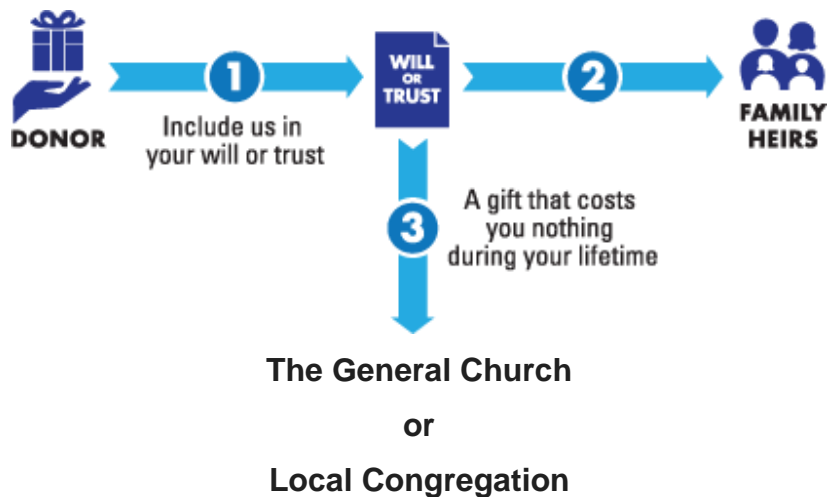 DONOR
1
Include us in
your will or trust
WILL
OR
TRUST
2
FAMILY
HEIRS
3
A gift that costs
you nothing
during your lifetime
The General Church
or
Local Congregation